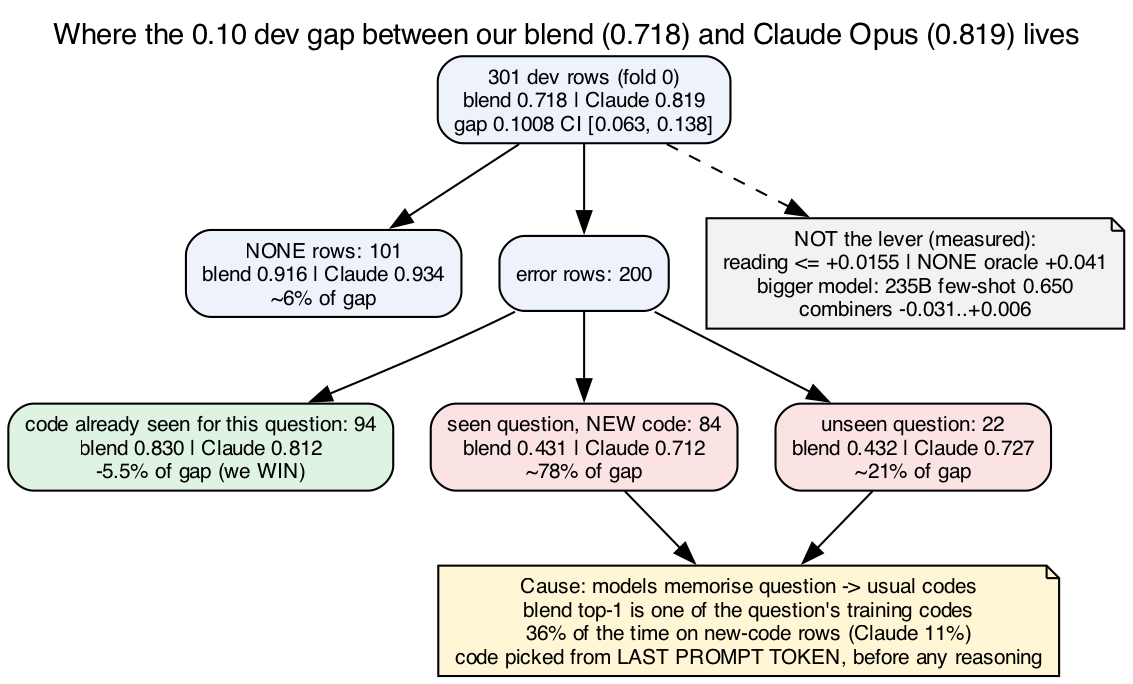 Where the 0.10 dev gap between our blend (0.718) and Claude Opus (0.819) lives
301 dev rows (fold 0)
blend 0.718 | Claude 0.819
gap 0.1008 CI [0.063, 0.138]
NONE rows: 101
blend 0.916 | Claude 0.934
~6% of gap
error rows: 200
NOT the lever (measured):
reading <= +0.0155 | NONE oracle +0.041
bigger model: 235B few-shot 0.650
combiners -0.031..+0.006
code already seen for this question: 94
blend 0.830 | Claude 0.812
-5.5% of gap (we WIN)
seen question, NEW code: 84
blend 0.431 | Claude 0.712
~78% of gap
unseen question: 22
blend 0.432 | Claude 0.727
~21% of gap
Cause: models memorise question -> usual codes
blend top-1 is one of the question's training codes
36% of the time on new-code rows (Claude 11%)
code picked from LAST PROMPT TOKEN, before any reasoning